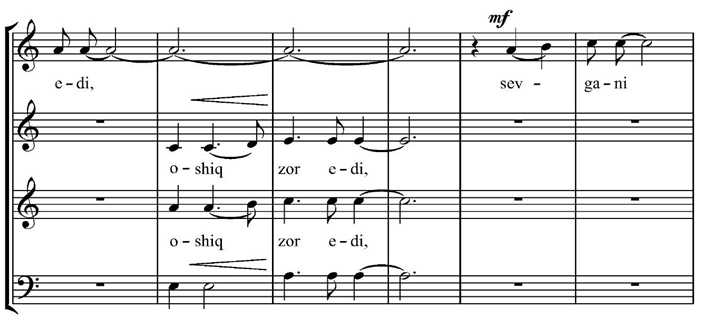 mf
e-di, sev - ga-ni
o-shiq zor e-di,
o-shiq zor e-di,